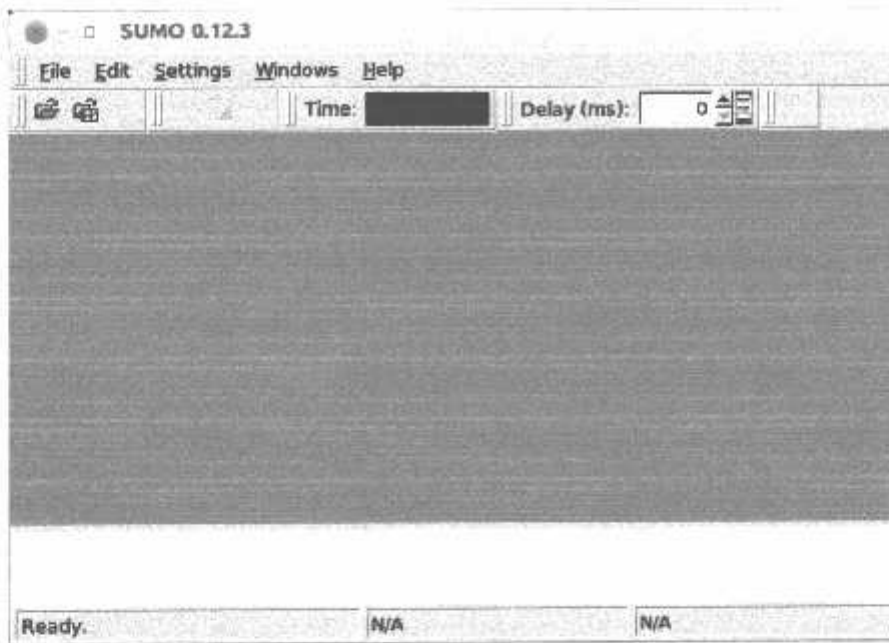 SUMO 0.12.3
File Edit Settings Windows Help
Time: Delay (ms): 0
Ready. N/A N/A